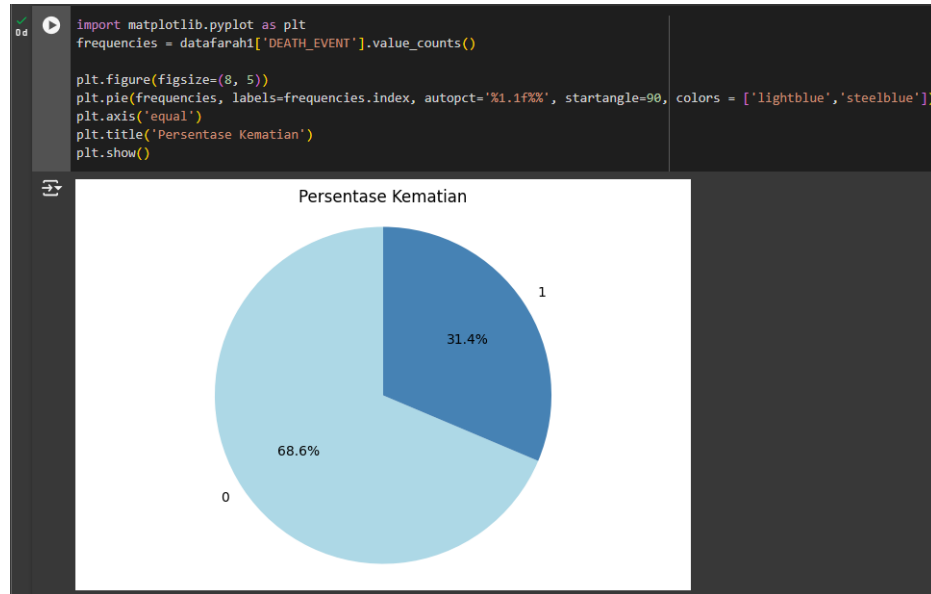 0d
import matplotlib.pyplot as plt
frequencies = datafarah1['DEATH_EVENT'].value_counts()
plt.figure(figsize=(8, 5))
plt.pie(frequencies, labels=frequencies.index, autopct='%1.1f%%', startangle=90, colors = ['lightblue','steelblue'])
plt.axis('equal')
plt.title('Persentase Kematian')
plt.show()
Persentase Kematian
1
31.4%
68.6%
0